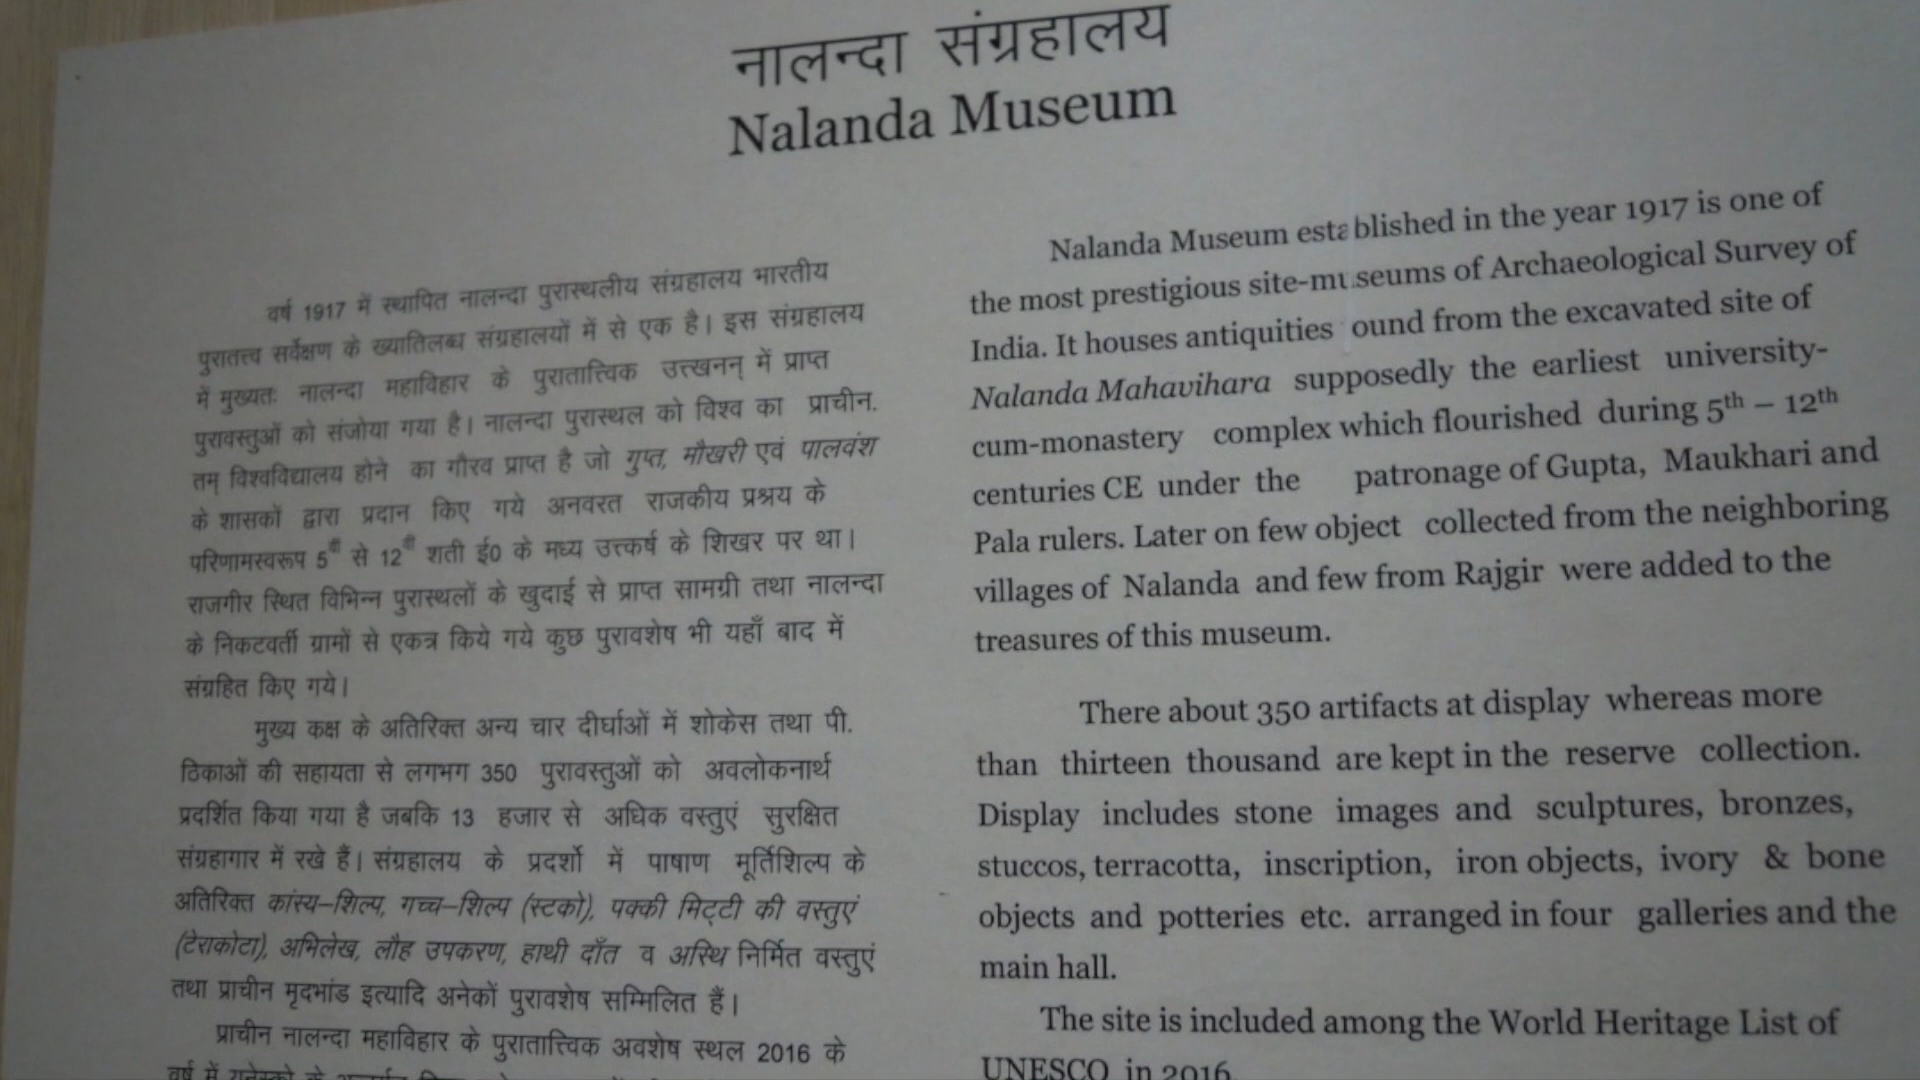 नालन्दा संग्रहालय
Nalanda Museum
वर्ष 1917 में स्थापित नालन्दा पुरास्थलीय संग्रहालय भारतीय
पुरातत्त्व सर्वेक्षण के ख्यातिलब्ध संग्रहालयों में से एक है। इस संग्रहालय
में मुख्यतः नालन्दा महाविहार के पुरातात्त्विक उत्त्खनन् में प्राप्त
पुरावस्तुओं को संजोया गया है। नालन्दा पुरास्थल को विश्व का प्राचीन.
तम् विश्वविद्यालय होने का गौरव प्राप्त है जो गुप्त, मौखरी एवं पालवंश
के शासकों द्वारा प्रदान किए गये अनवरत राजकीय प्रश्रय के
परिणामस्वरूप 5वीं से 12वीं शती ई0 के मध्य उत्त्कर्ष के शिखर पर था।
राजगीर स्थित विभिन्न पुरास्थलों के खुदाई से प्राप्त सामग्री तथा नालन्दा
के निकटवर्ती ग्रामों से एकत्र किये गये कुछ पुरावशेष भी यहाँ बाद में
संग्रहित किए गये।
मुख्य कक्ष के अतिरिक्त अन्य चार दीर्घाओं में शोकेस तथा पी.
ठिकाओं की सहायता से लगभग 350 पुरावस्तुओं को अवलोकनार्थ
प्रदर्शित किया गया है जबकि 13 हजार से अधिक वस्तुएं सुरक्षित
संग्रहागार में रखे हैं। संग्रहालय के प्रदर्शो में पाषाण मूर्तिशिल्प के
अतिरिक्त कांस्य–शिल्प, गच्च–शिल्प (स्टको), पक्की मिट्टी की वस्तुएं
(टेराकोटा), अभिलेख, लौह उपकरण, हाथी दाँत व अस्थि निर्मित वस्तुएं
तथा प्राचीन मृदभांड इत्यादि अनेकों पुरावशेष सम्मिलित हैं।
प्राचीन नालन्दा महाविहार के पुरातात्त्विक अवशेष स्थल 2016 के
वर्ष में यूनेस्को के
Nalanda Museum established in the year 1917 is one of
the most prestigious site-museums of Archaeological Survey of
India. It houses antiquities ound from the excavated site of
Nalanda Mahavihara supposedly the earliest university-
cum-monastery complex which flourished during 5th – 12th
centuries CE under the patronage of Gupta, Maukhari and
Pala rulers. Later on few object collected from the neighboring
villages of Nalanda and few from Rajgir were added to the
treasures of this museum.
There about 350 artifacts at display whereas more
than thirteen thousand are kept in the reserve collection.
Display includes stone images and sculptures, bronzes,
stuccos, terracotta, inscription, iron objects, ivory & bone
objects and potteries etc. arranged in four galleries and the
main hall.
The site is included among the World Heritage List of
UNESCO in 2016